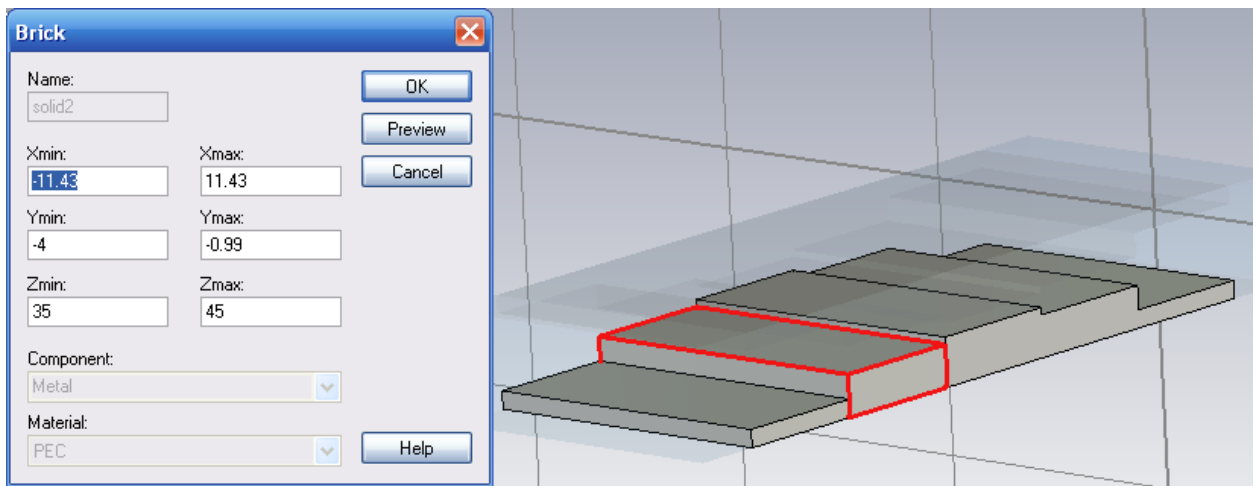 Brick
Name:
solid2
OK
Preview
Cancel
Xmin:
Xmax:
-11.43
11.43
Ymin:
Ymax:
-4
-0.99
Zmin:
Zmax:
35
45
Component:
Metal
Material:
PEC
Help